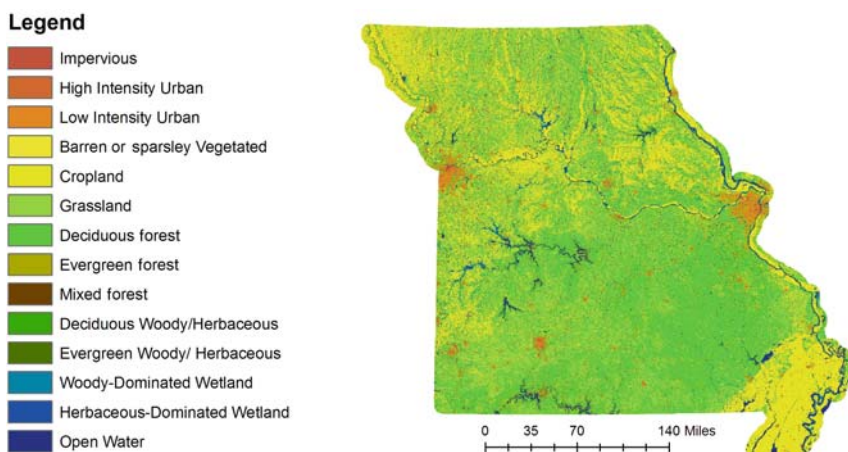 Legend
Impervious
High Intensity Urban
Low Intensity Urban
Barren or sparsley Vegetated
Cropland
Grassland
Deciduous forest
Evergreen forest
Mixed forest
Deciduous Woody/Herbaceous
Evergreen Woody/ Herbaceous
Woody-Dominated Wetland
Herbaceous-Dominated Wetland
Open Water
0 35 70 140 Miles